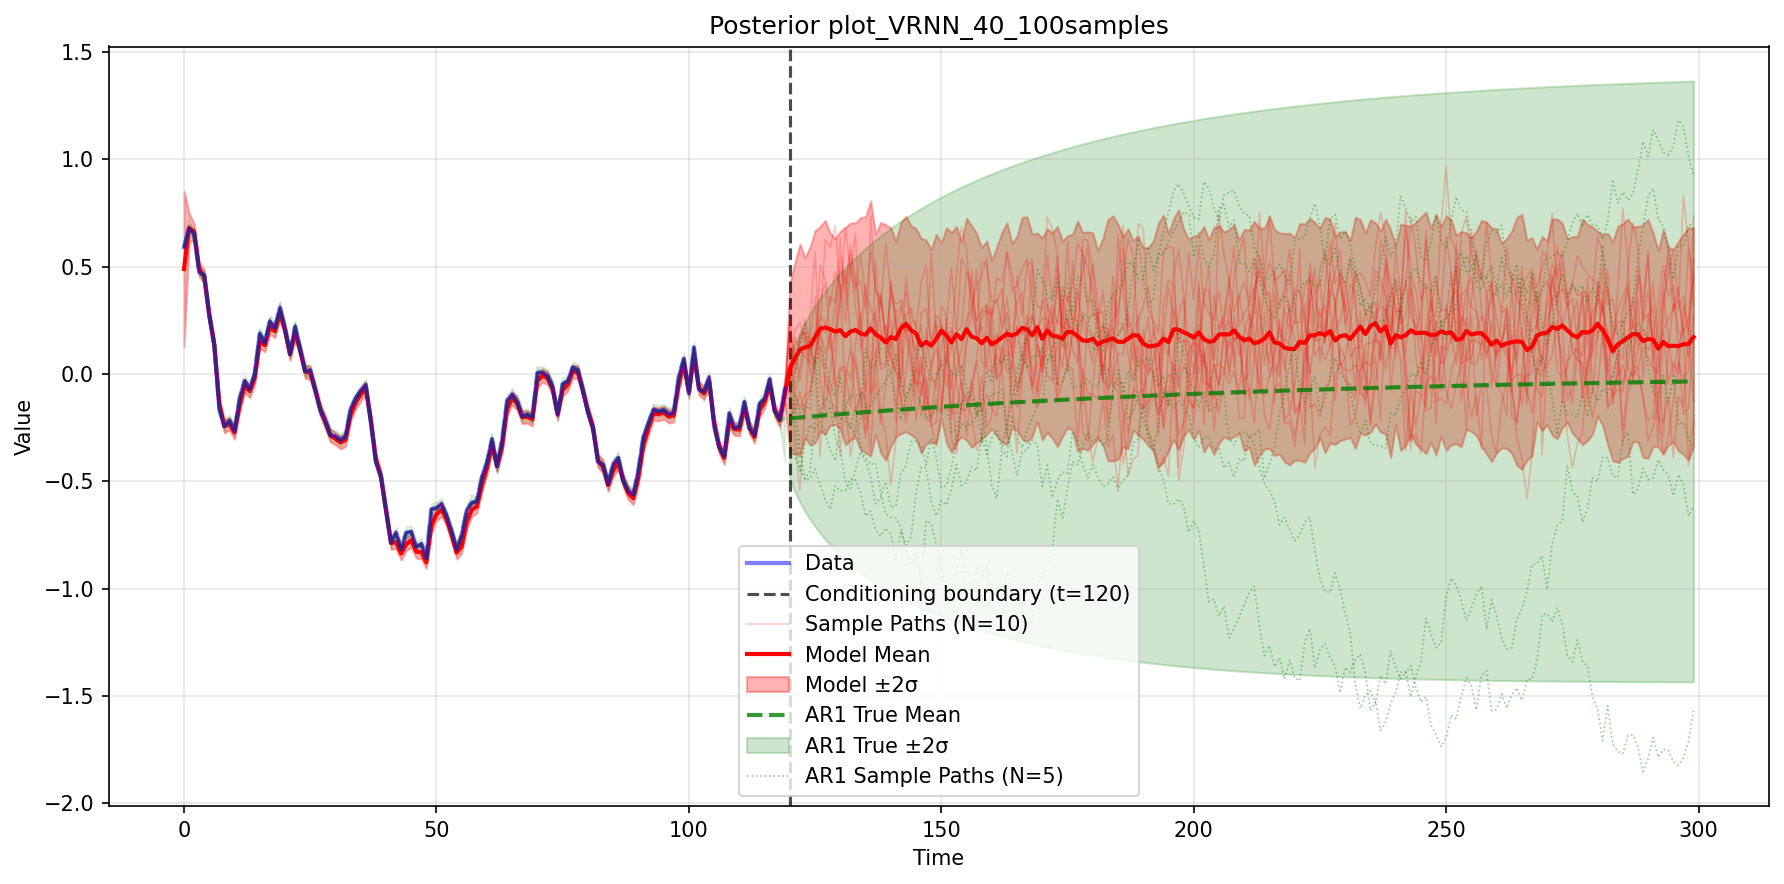 Posterior plot_VRNN_40_100samples
1.5
1.0
0.5
0.0
−0.5
−1.0
−1.5
−2.0
Value
Data
Conditioning boundary (t=120)
Sample Paths (N=10)
Model Mean
Model ±2σ
AR1 True Mean
AR1 True ±2σ
AR1 Sample Paths (N=5)
0 50 100 150 200 250 300
Time